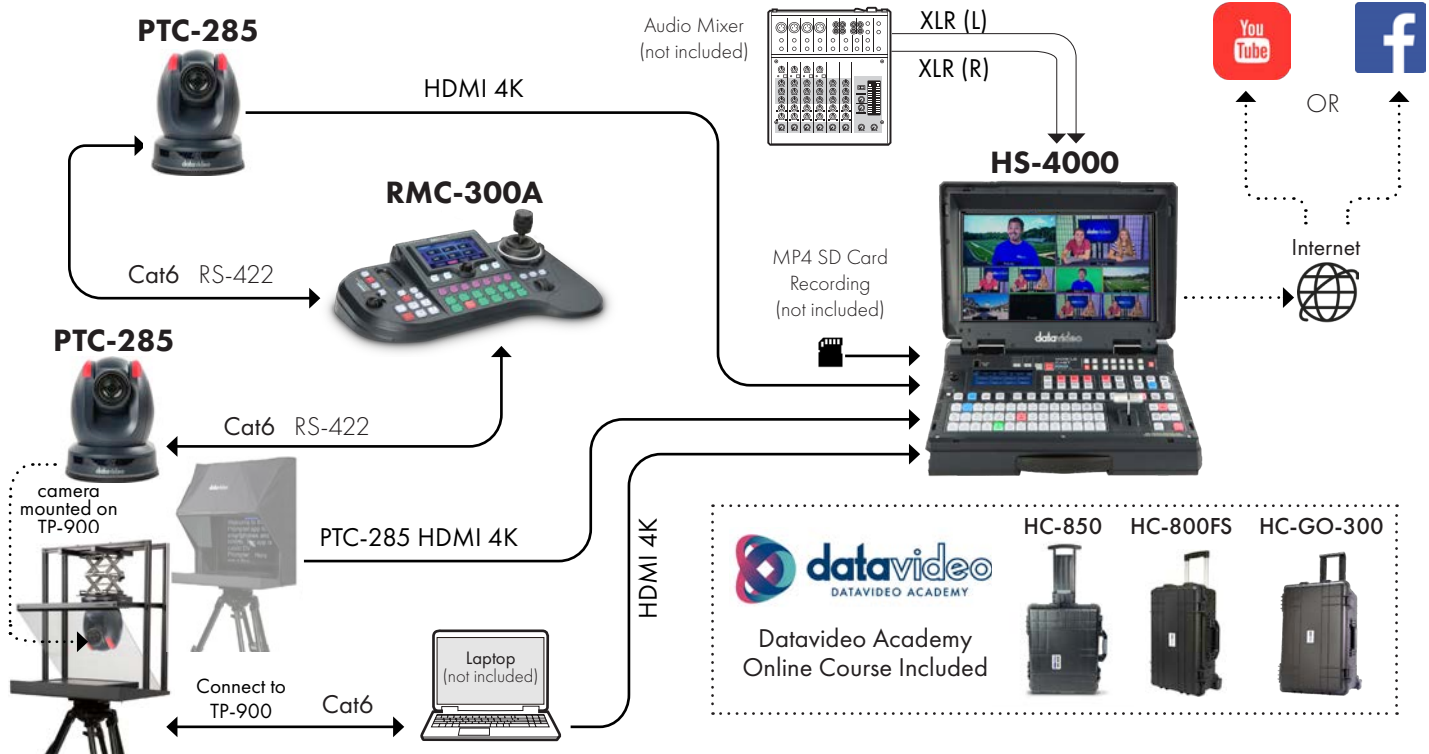 PTC-285
HDMI 4K
Audio Mixer
(not included)
XLR (L)
XLR (R)
You
Tube
f
OR
HS-4000
RMC-300A
Cat6 RS-422
MP4 SD Card
Recording
(not included)
Internet
datavideo
PTC-285
Cat6 RS-422
camera
mounted on
TP-900
PTC-285 HDMI 4K
HDMI 4K
Connect to
TP-900
Cat6
Laptop
(not included)
datavideo
DATAVIDEO ACADEMY
Datavideo Academy
Online Course Included
HC-850
HC-800FS
HC-GO-300